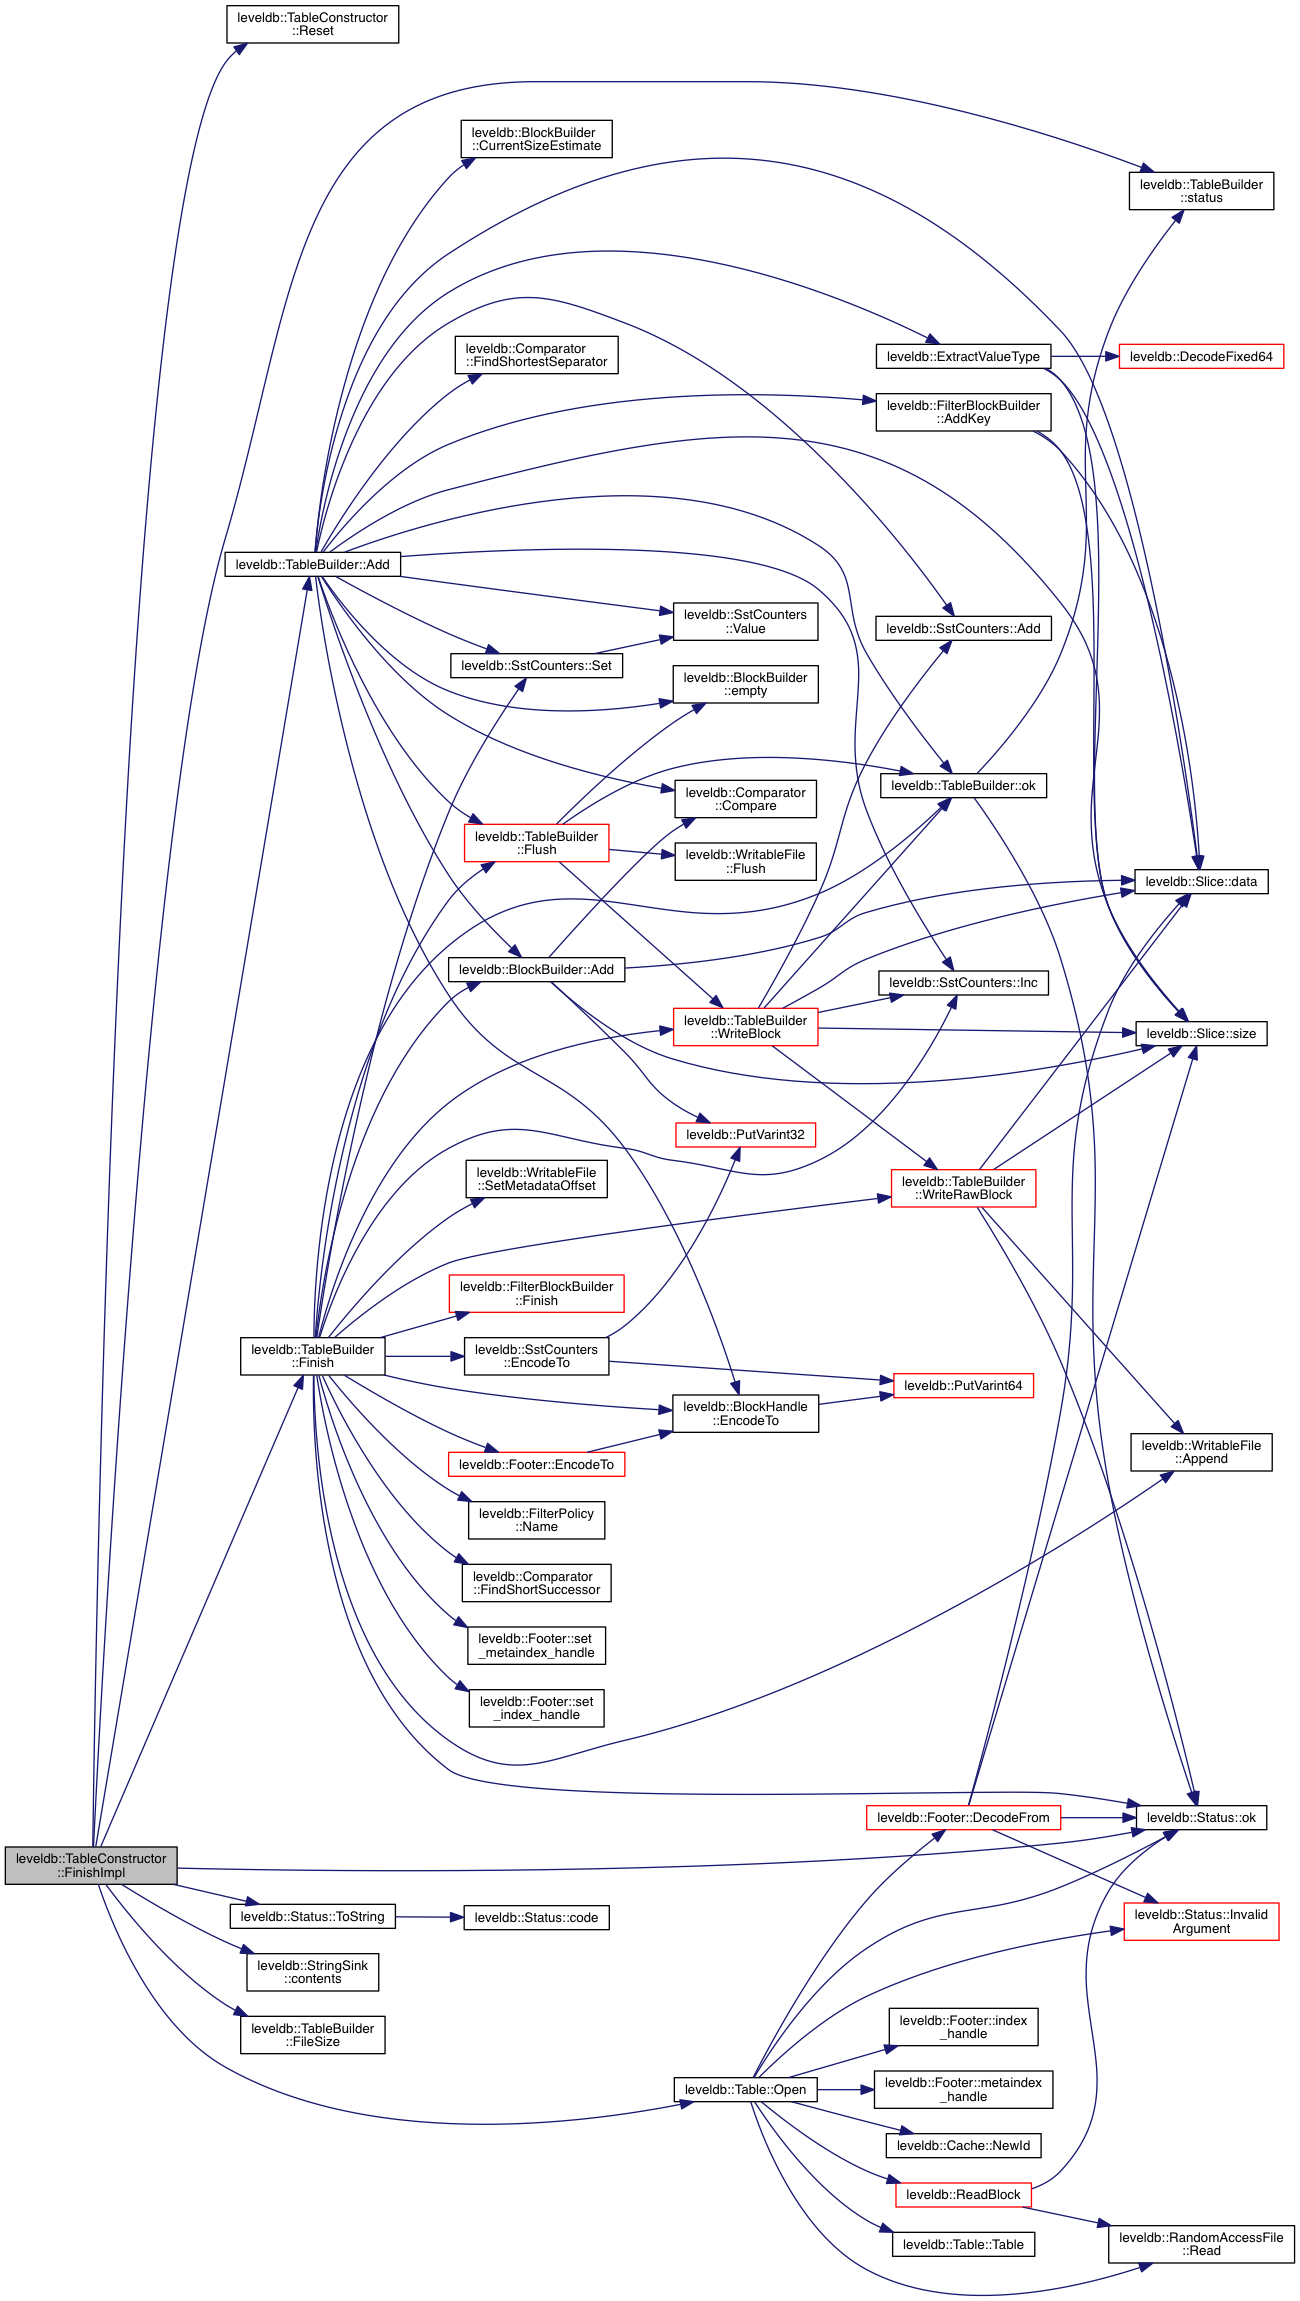 leveldb::TableConstructor
::Reset
leveldb::BlockBuilder
::CurrentSizeEstimate
leveldb::TableBuilder
::status
leveldb::Comparator
::FindShortestSeparator
leveldb::ExtractValueType
leveldb::DecodeFixed64
leveldb::FilterBlockBuilder
::AddKey
leveldb::TableBuilder::Add
leveldb::SstCounters
::Value
leveldb::SstCounters::Add
leveldb::SstCounters::Set
leveldb::BlockBuilder
::empty
leveldb::TableBuilder::ok
leveldb::Comparator
::Compare
leveldb::TableBuilder
::Flush
leveldb::WritableFile
::Flush
leveldb::Slice::data
leveldb::BlockBuilder::Add
leveldb::SstCounters::Inc
leveldb::TableBuilder
::WriteBlock
leveldb::Slice::size
leveldb::PutVarint32
leveldb::WritableFile
::SetMetadataOffset
leveldb::TableBuilder
::WriteRawBlock
leveldb::FilterBlockBuilder
::Finish
leveldb::TableBuilder
::Finish
leveldb::SstCounters
::EncodeTo
leveldb::PutVarint64
leveldb::BlockHandle
::EncodeTo
leveldb::Footer::EncodeTo
leveldb::WritableFile
::Append
leveldb::FilterPolicy
::Name
leveldb::Comparator
::FindShortSuccessor
leveldb::Footer::set
_metaindex_handle
leveldb::Footer::set
_index_handle
leveldb::Footer::DecodeFrom
leveldb::Status::ok
leveldb::TableConstructor
::FinishImpl
leveldb::Status::ToString
leveldb::Status::code
leveldb::Status::Invalid
Argument
leveldb::StringSink
::contents
leveldb::TableBuilder
::FileSize
leveldb::Footer::index
_handle
leveldb::Table::Open
leveldb::Footer::metaindex
_handle
leveldb::Cache::NewId
leveldb::ReadBlock
leveldb::Table::Table
leveldb::RandomAccessFile
::Read